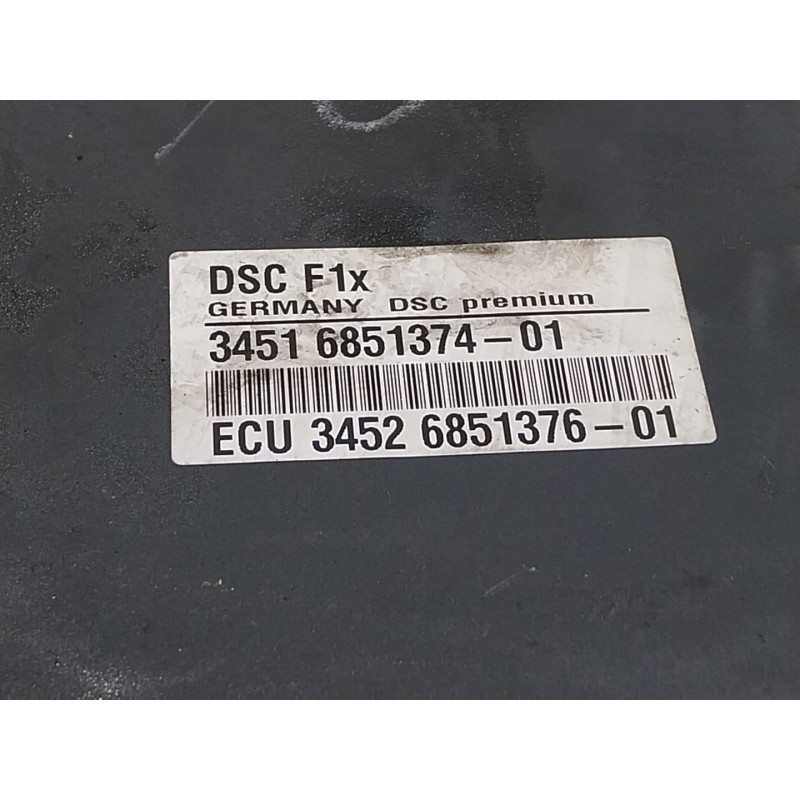 DSC F1x
GERMANY DSC premium
3451 6851374-01
ECU 3452 6851376-01